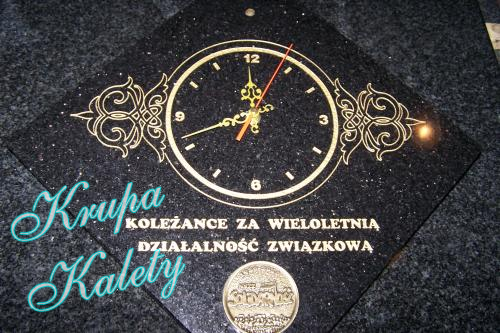 12
9
3
6
Krupa
KOLEŻANCE ZA WIELOLETNIĄ
DZIAŁALNOŚĆ ZWIĄZKOWĄ
Kalety